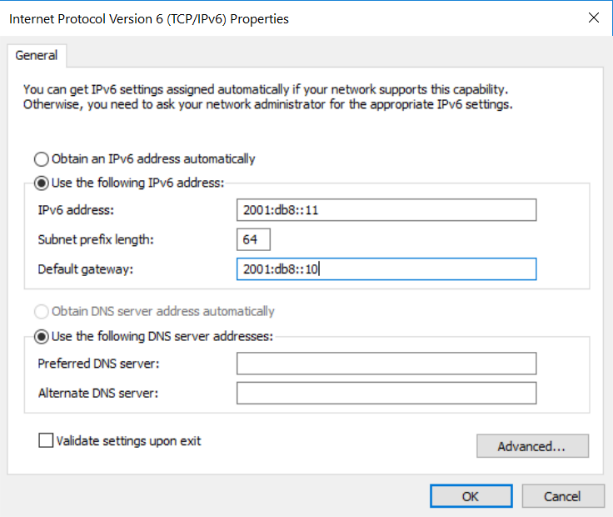 Internet Protocol Version 6 (TCP/IPv6) Properties
General
You can get IPv6 settings assigned automatically if your network supports this capability.
Otherwise, you need to ask your network administrator for the appropriate IPv6 settings.
Obtain an IPv6 address automatically
Use the following IPv6 address:
IPv6 address: 2001:db8::11
Subnet prefix length: 64
Default gateway: 2001:db8::10
Obtain DNS server address automatically
Use the following DNS server addresses:
Preferred DNS server:
Alternate DNS server:
Validate settings upon exit
Advanced...
OK Cancel